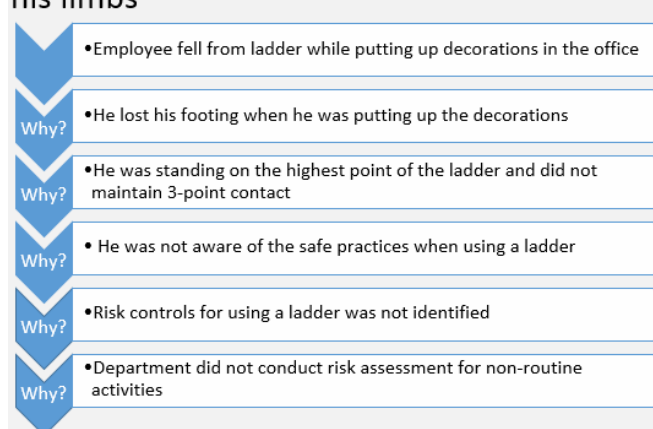 his limbs
•Employee fell from ladder while putting up decorations in the office
Why?
•He lost his footing when he was putting up the decorations
Why?
•He was standing on the highest point of the ladder and did not
maintain 3-point contact
Why?
• He was not aware of the safe practices when using a ladder
Why?
•Risk controls for using a ladder was not identified
Why?
•Department did not conduct risk assessment for non-routine
activities